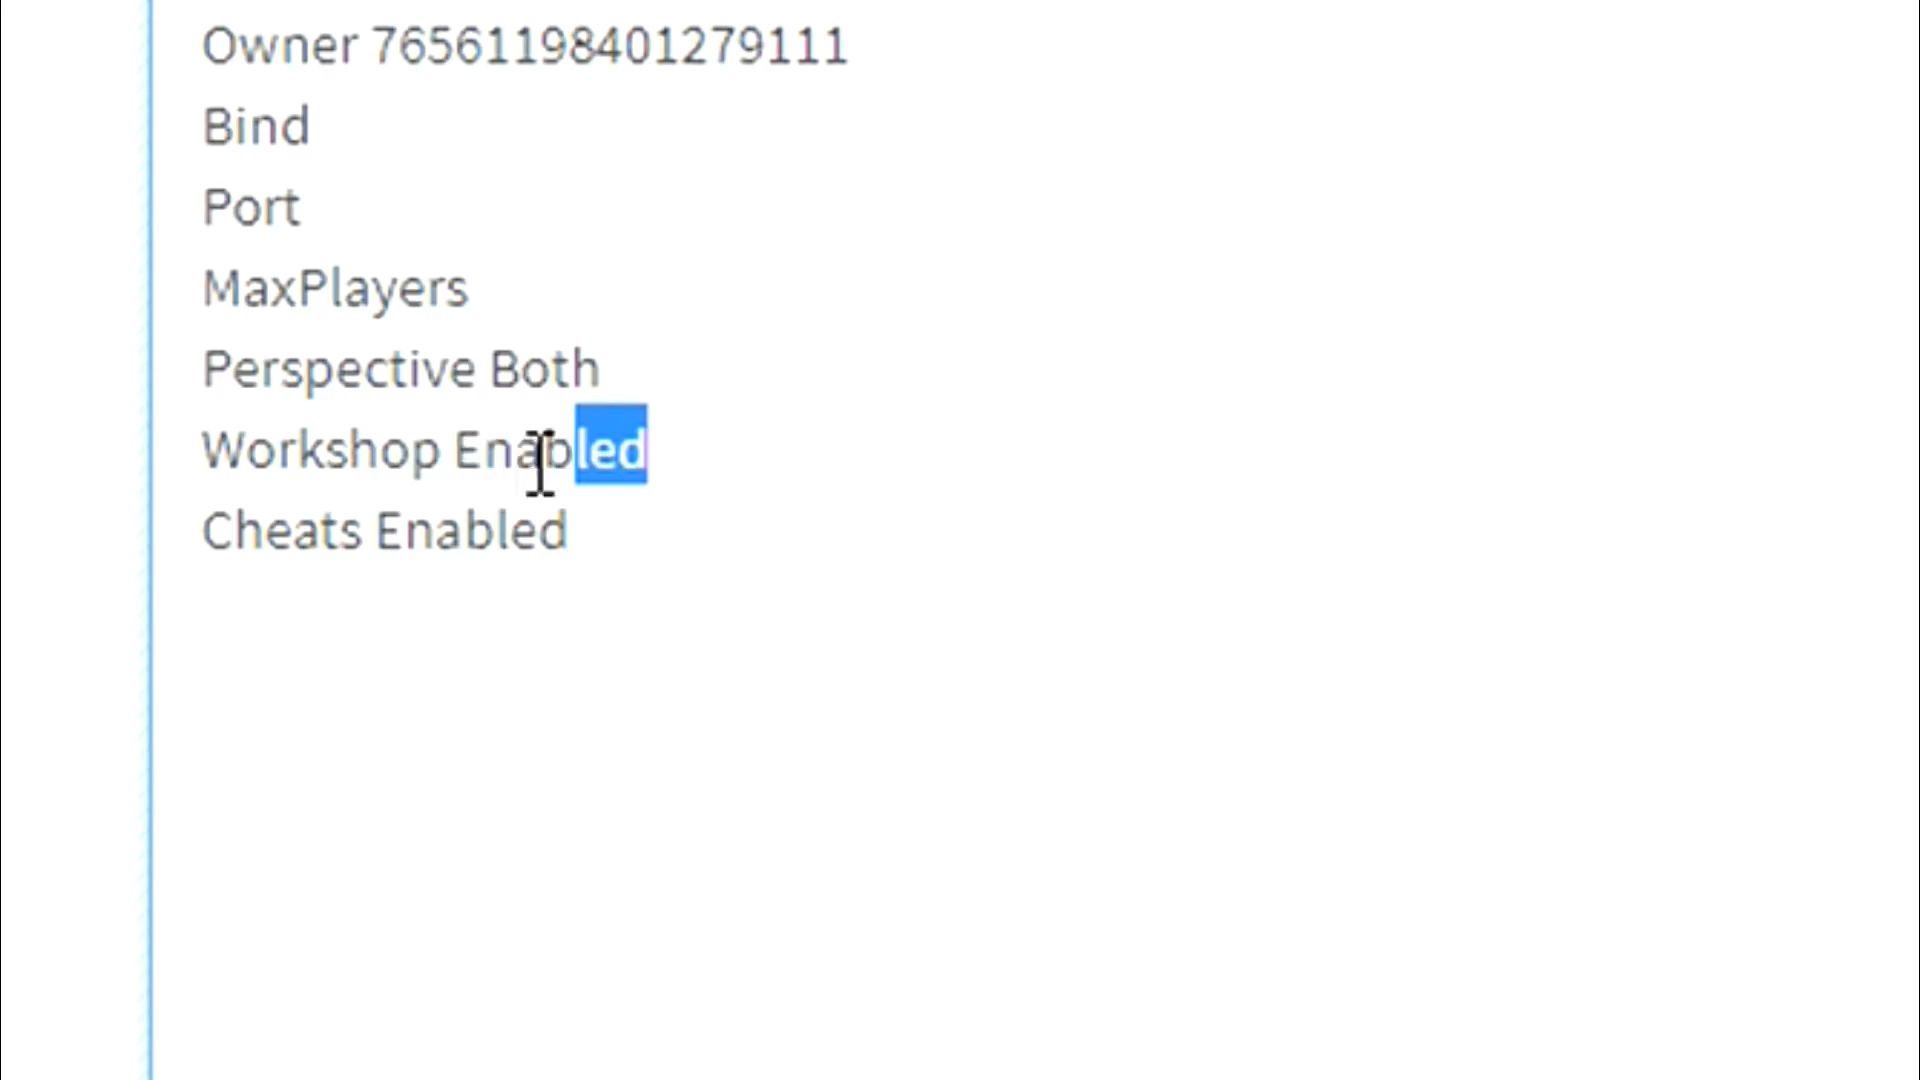 Owner 76561198401279111
Bind
Port
MaxPlayers
Perspective Both
Workshop Enabled
Cheats Enabled